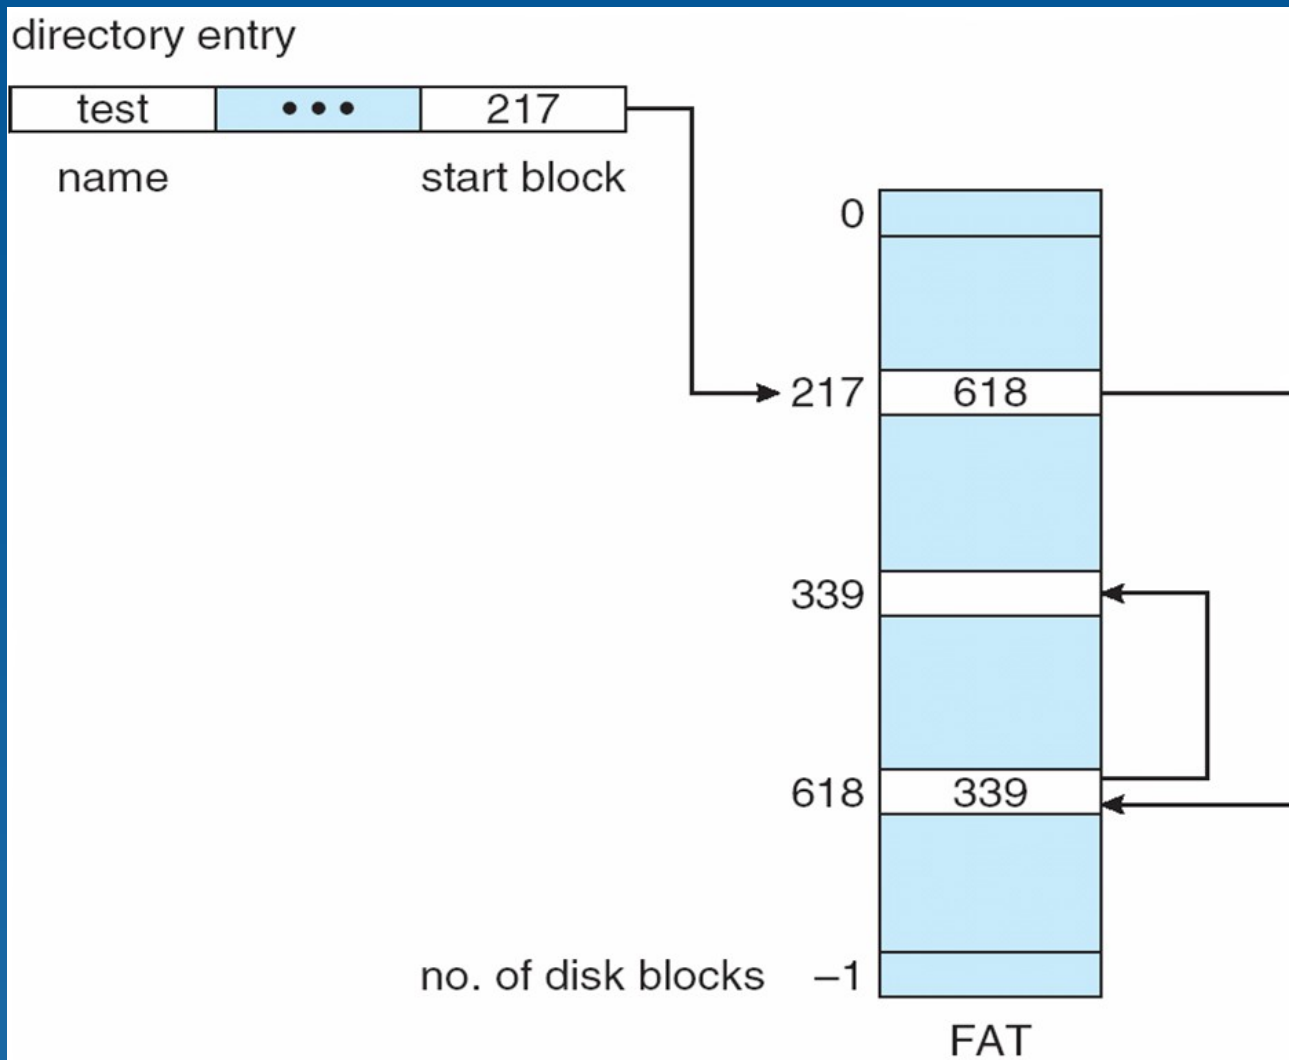 directory entry
test ••• 217
name start block
0
217 618
339
618 339
no. of disk blocks –1
FAT